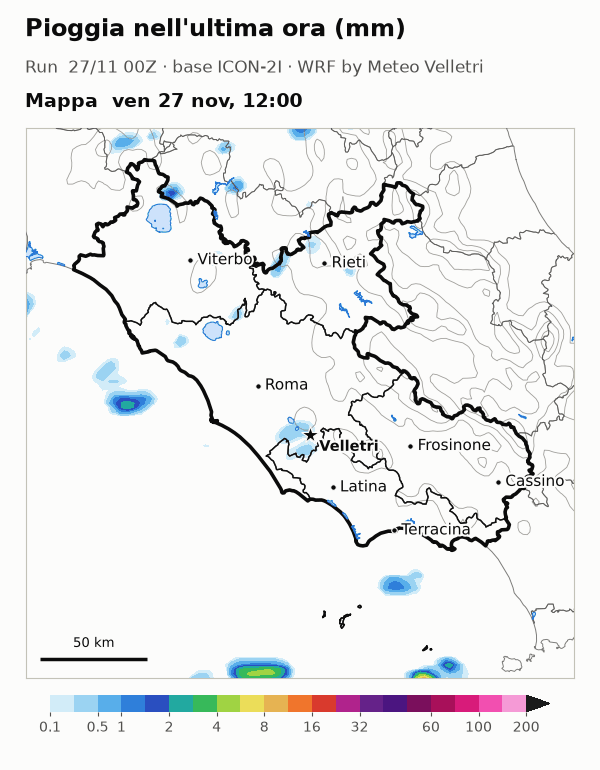 Pioggia nell'ultima ora (mm)
Run  27/11 00Z · base ICON-2I · WRF by Meteo Velletri
Mappa  ven 27 nov, 12:00
Viterbo
Rieti
Roma
Velletri
Frosinone
Latina
Cassino
Terracina
50 km
0.1 0.5 1 2 4 8 16 32 60 100 200